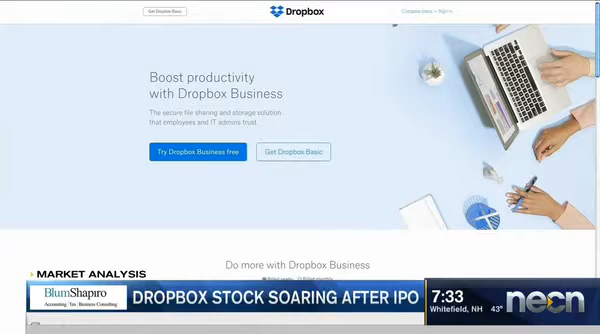 Get Dropbox Basic
Dropbox
Compare plans
Sign in
Boost productivity
with Dropbox Business
The secure file sharing and storage solution
that employees and IT admins trust.
Try Dropbox Business free
Get Dropbox Basic
Do more with Dropbox Business
MARKET ANALYSIS
BlumShapiro
Accounting | Tax | Business Consulting
DROPBOX STOCK SOARING AFTER IPO
7:33
Whitefield, NH 43°
necn